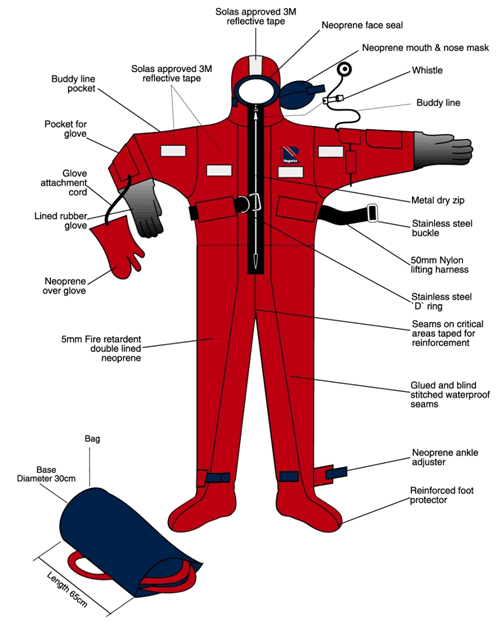 Solas approved 3M
reflective tape
Neoprene face seal
Neoprene mouth & nose mask
Solas approved 3M
reflective tape
Whistle
Buddy line
pocket
Buddy line
Pocket for
glove
Glove
attachment
cord
Lined rubber
glove
Metal dry zip
Stainless steel
buckle
50mm Nylon
lifting harness
Neoprene
over glove
Stainless steel
`D` ring
Seams on critical
areas taped for
reinforcement
5mm Fire retardent
double lined
neoprene
Glued and blind
stitched waterproof
seams
Bag
Neoprene ankle
adjuster
Base
Diameter 30cm
Reinforced foot
protector
Length 65cm